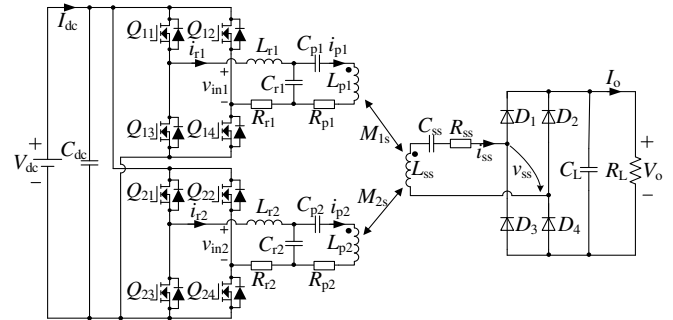 I_dc
Q_11 Q_12
i_r1 L_r1 C_p1 i_p1
+ v_in1 −
C_r1 L_p1
Q_13 Q_14
R_r1 R_p1
+ V_dc −
C_dc
M_1s
C_ss R_ss i_ss
L_ss
D_1 D_2
v_ss
I_o
C_L R_L
+ V_o −
D_3 D_4
M_2s
Q_21 Q_22
i_r2 L_r2 C_p2 i_p2
+ v_in2 −
C_r2 L_p2
Q_23 Q_24
R_r2 R_p2